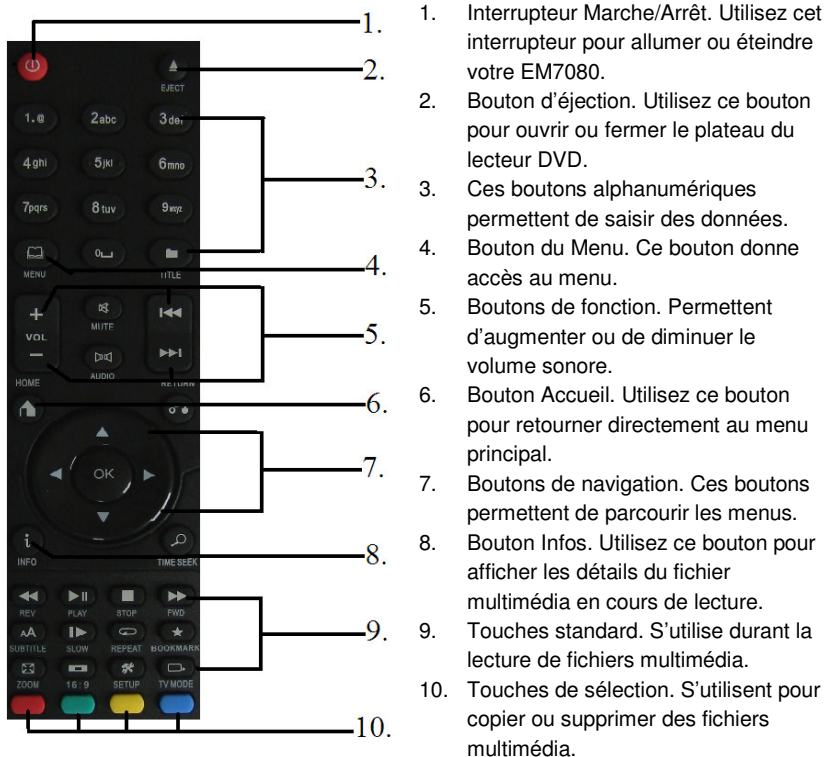 1.
2.
EJECT
1.@ 2abc 3def
4ghi 5jkl 6mno
3.
7pqrs 8tuv 9wxyz
0
MENU TITLE
4.
VOL MUTE
5.
AUDIO
HOME RETURN
6.
OK
7.
INFO TIME SEEK
8.
REV PLAY STOP FWD
SUBTITLE SLOW REPEAT BOOKMARK
9.
ZOOM 16:9 SETUP TV MODE
10.
1. Interrupteur Marche/Arrêt. Utilisez cet
interrupteur pour allumer ou éteindre
votre EM7080.
2. Bouton d’éjection. Utilisez ce bouton
pour ouvrir ou fermer le plateau du
lecteur DVD.
3. Ces boutons alphanumériques
permettent de saisir des données.
4. Bouton du Menu. Ce bouton donne
accès au menu.
5. Boutons de fonction. Permettent
d’augmenter ou de diminuer le
volume sonore.
6. Bouton Accueil. Utilisez ce bouton
pour retourner directement au menu
principal.
7. Boutons de navigation. Ces boutons
permettent de parcourir les menus.
8. Bouton Infos. Utilisez ce bouton pour
afficher les détails du fichier
multimédia en cours de lecture.
9. Touches standard. S’utilise durant la
lecture de fichiers multimédia.
10. Touches de sélection. S’utilisent pour
copier ou supprimer des fichiers
multimédia.